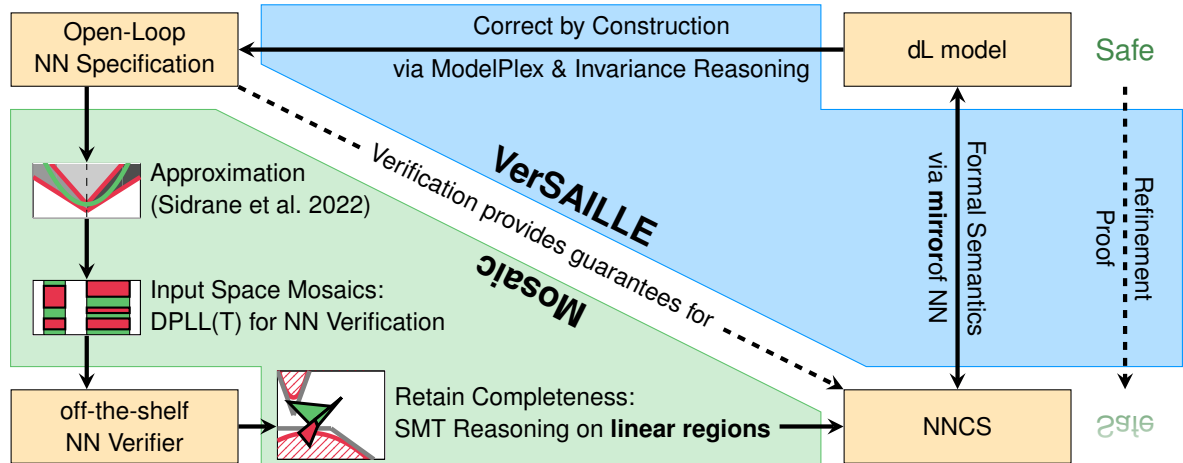 Open-Loop
NN Specification
Correct by Construction
via ModelPlex & Invariance Reasoning
dL model
Safe
Approximation
(Sidrane et al. 2022)
Verification provides guarantees for
VerSAILLE
Mosaic
Formal Semantics
via mirrorof NN
Refinement
Proof
Input Space Mosaics:
DPLL(T) for NN Verification
off-the-shelf
NN Verifier
Retain Completeness:
SMT Reasoning on linear regions
NNCS
Safe